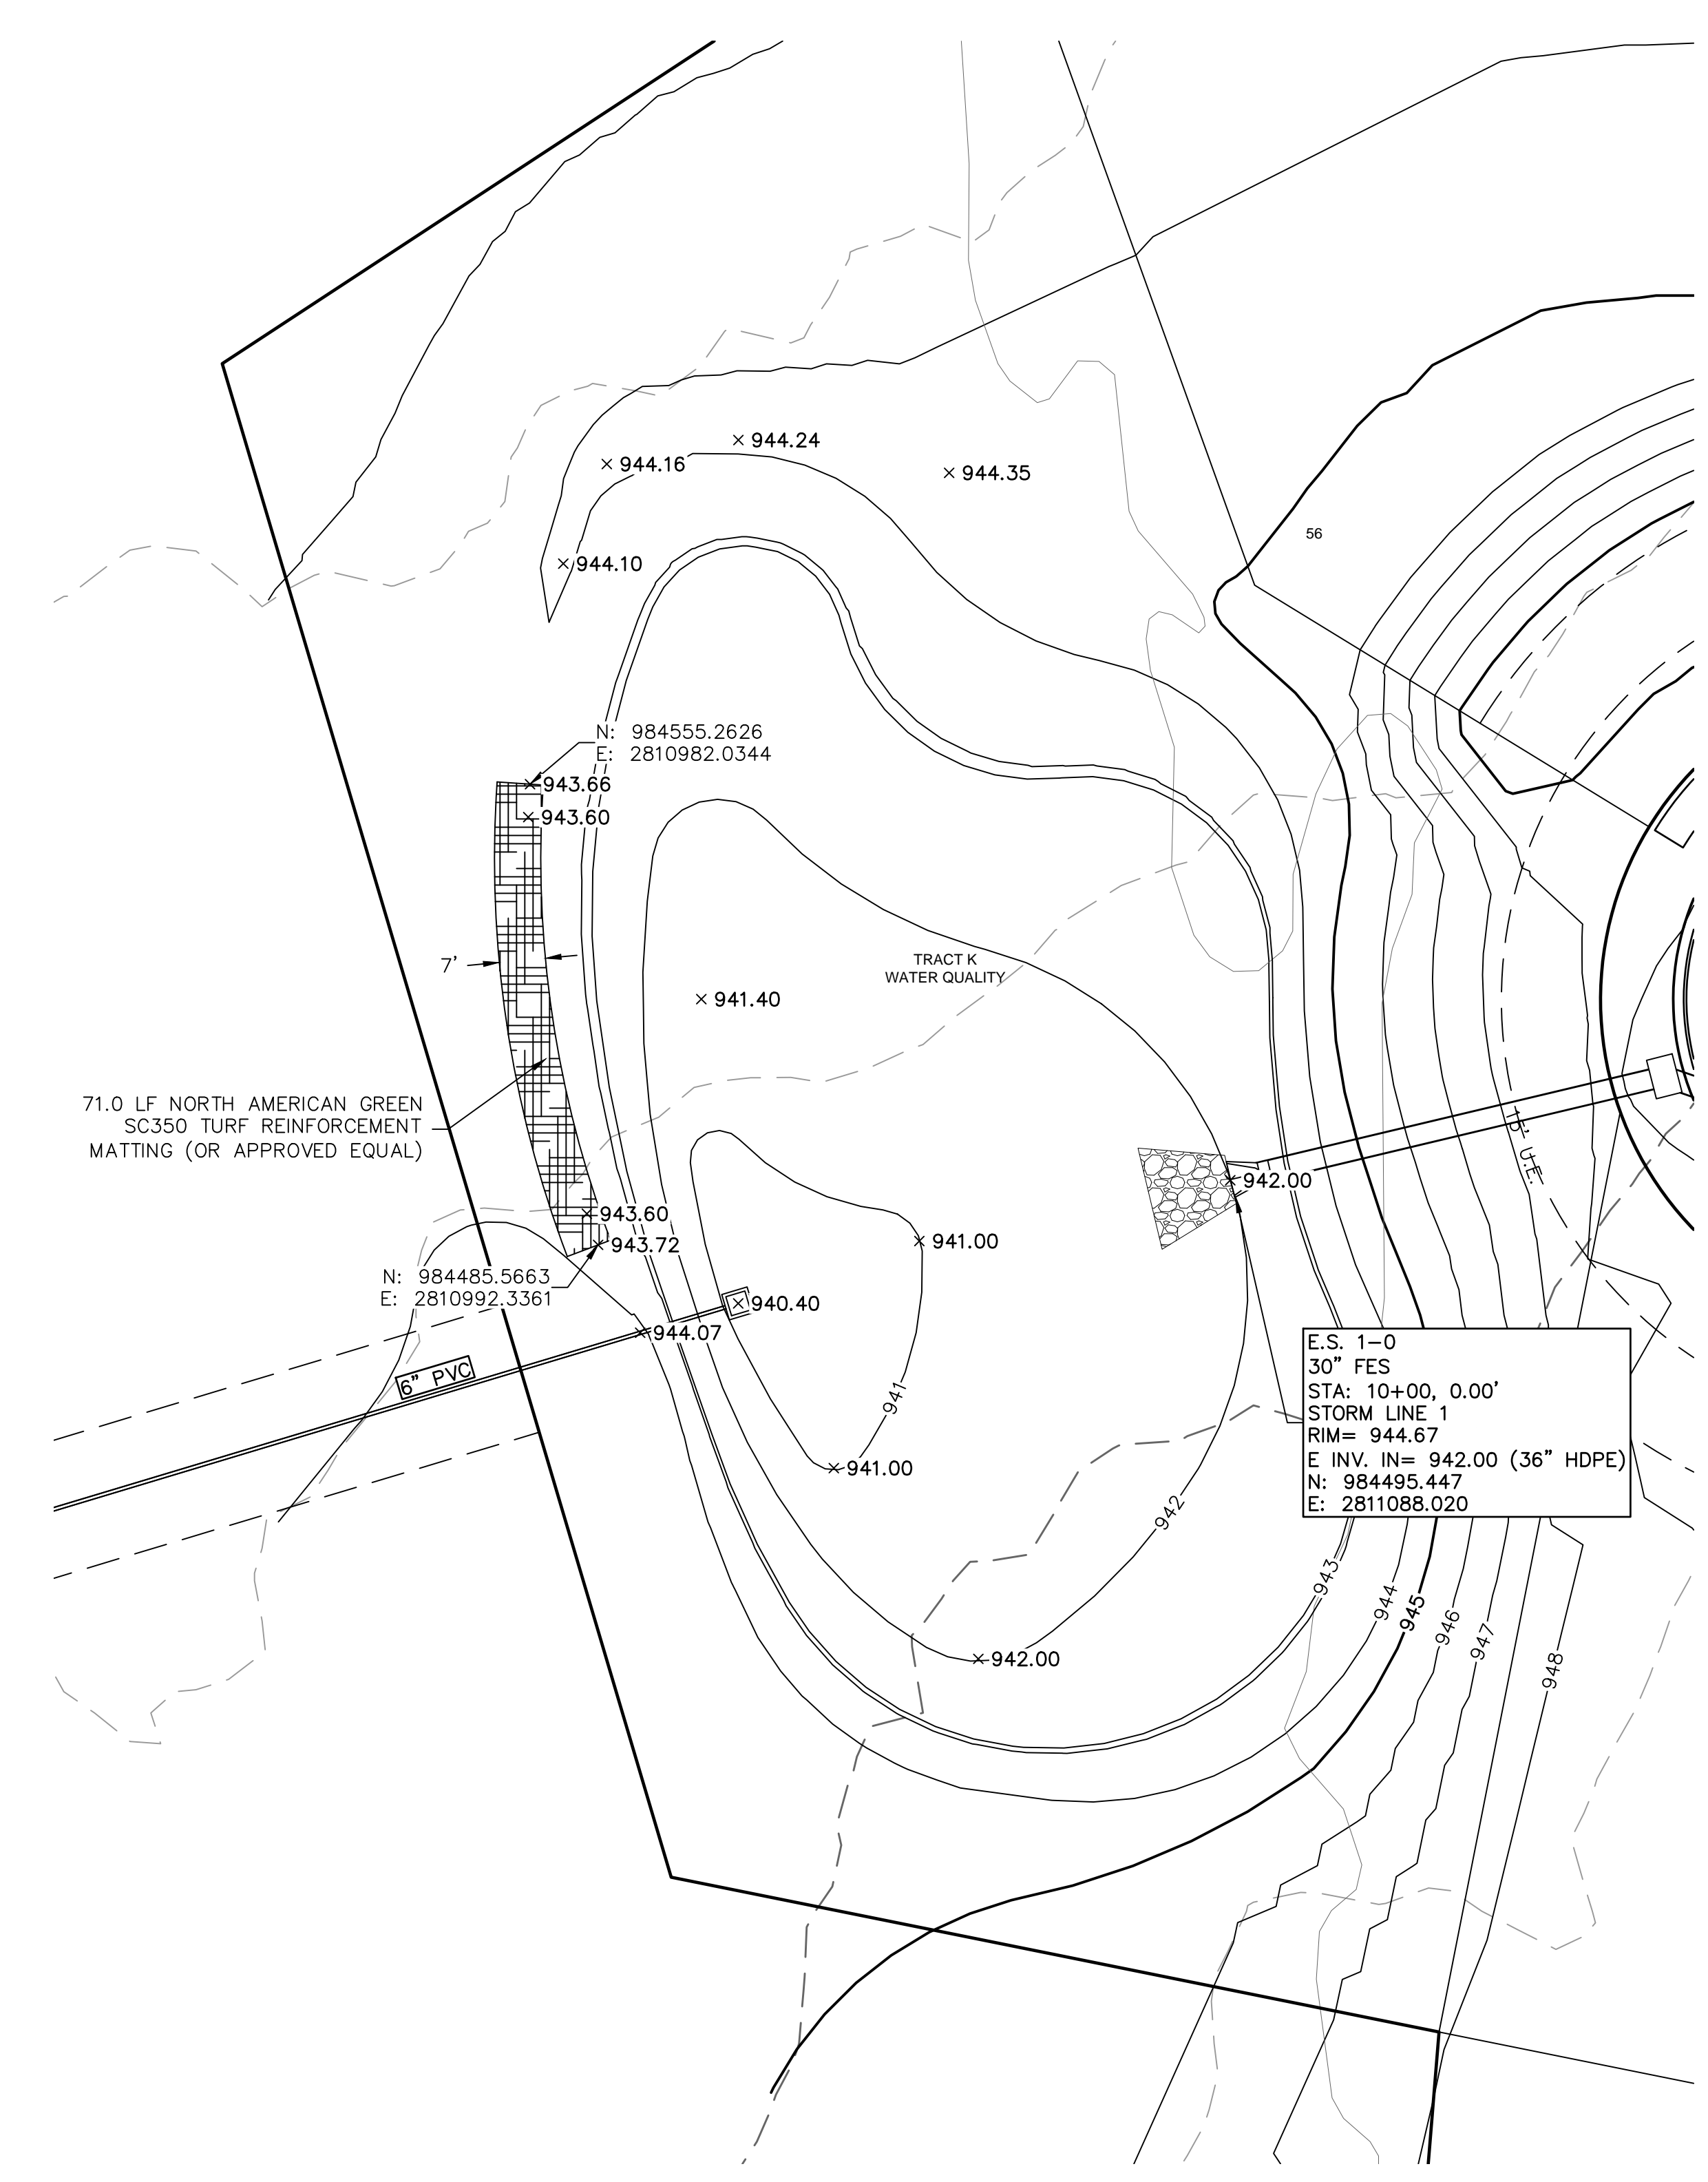 944.24
944.16
944.35
56
944.10
N: 984555.2626
E: 2810982.0344
943.66
943.60
7'
TRACT K
WATER QUALITY
941.40
71.0 LF NORTH AMERICAN GREEN
SC350 TURF REINFORCEMENT
MATTING (OR APPROVED EQUAL)
15' U.E.
942.00
943.60
943.72
941.00
N: 984485.5663
E: 2810992.3361
940.40
944.07
6" PVC
941
941.00
E.S. 1-0
30" FES
STA: 10+00, 0.00'
STORM LINE 1
RIM= 944.67
E INV. IN= 942.00 (36" HDPE)
N: 984495.447
E: 2811088.020
942
943
944
945
946
947
948
942.00